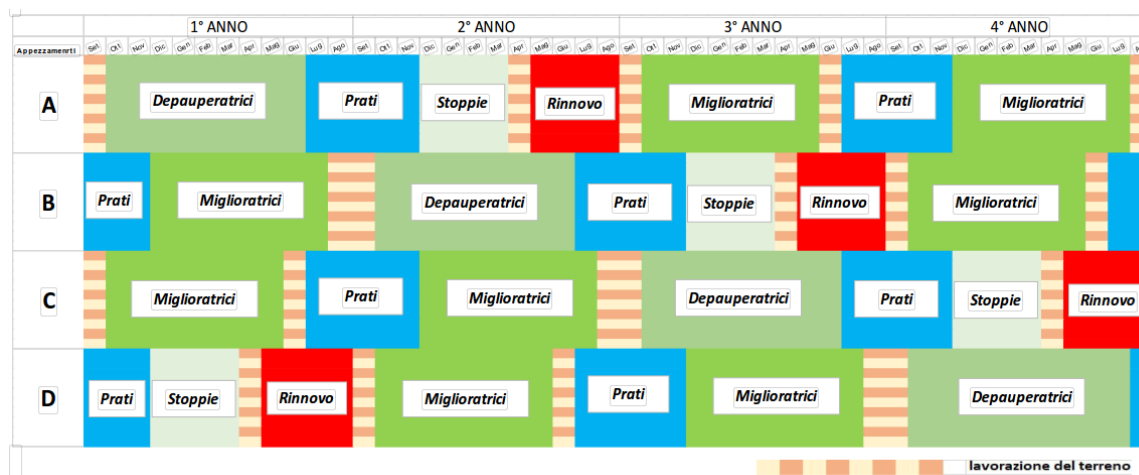 1° ANNO 2° ANNO 3° ANNO 4° ANNO
Appezzamenrti Set Ott Nov Dic Gen Feb Mar Apr Mag Giu Lug Ago Set Ott Nov Dic Gen Feb Mar Apr Mag Giu Lug Ago Set Ott Nov Dic Gen Feb Mar Apr Mag Giu Lug Ago Set Ott Nov Dic Gen Feb Mar Apr Mag Giu Lug
A Depauperatrici Prati Stoppie Rinnovo Miglioratrici Prati Miglioratrici
B Prati Miglioratrici Depauperatrici Prati Stoppie Rinnovo Miglioratrici
C Miglioratrici Prati Miglioratrici Depauperatrici Prati Stoppie Rinnovo
D Prati Stoppie Rinnovo Miglioratrici Prati Miglioratrici Depauperatrici
lavorazione del terreno